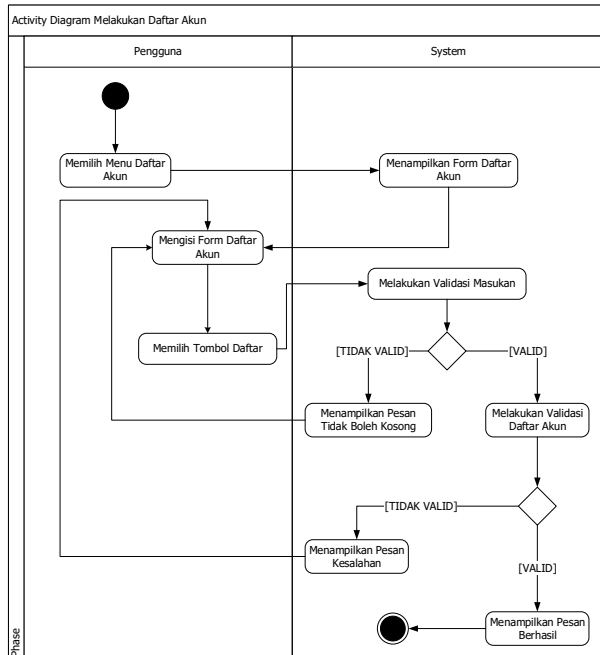 Activity Diagram Melakukan Daftar Akun
Pengguna
System
Memilih Menu Daftar
Akun
Menampilkan Form Daftar
Akun
Mengisi Form Daftar
Akun
Melakukan Validasi Masukan
Memilih Tombol Daftar
[TIDAK VALID]
[VALID]
Menampilkan Pesan
Tidak Boleh Kosong
Melakukan Validasi
Daftar Akun
[TIDAK VALID]
Menampilkan Pesan
Kesalahan
[VALID]
Menampilkan Pesan
Berhasil
Phase